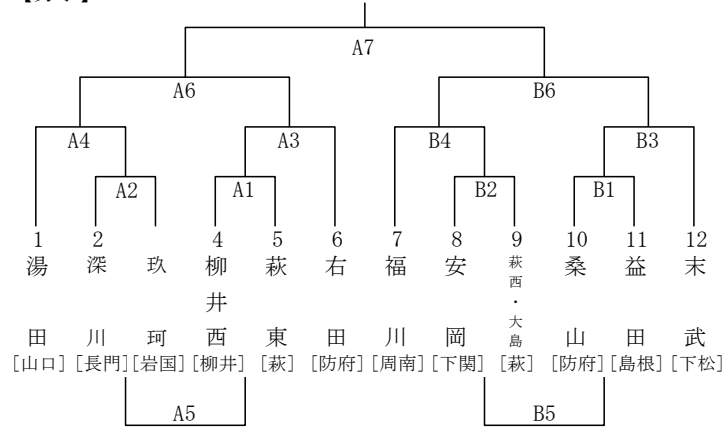 A7
A6 B6
A4 A3 B4 B3
A2 A1 B2 B1
1 2 4 5 6 7 8 9 10 11 12
湯田 深川 玖珂 柳井西 萩東 右田 福川 安岡 萩西・大島 桑山 益田 末武
[山口] [長門] [岩国] [柳井] [萩] [防府] [周南] [下関] [萩] [防府] [島根] [下松]
A5 B5